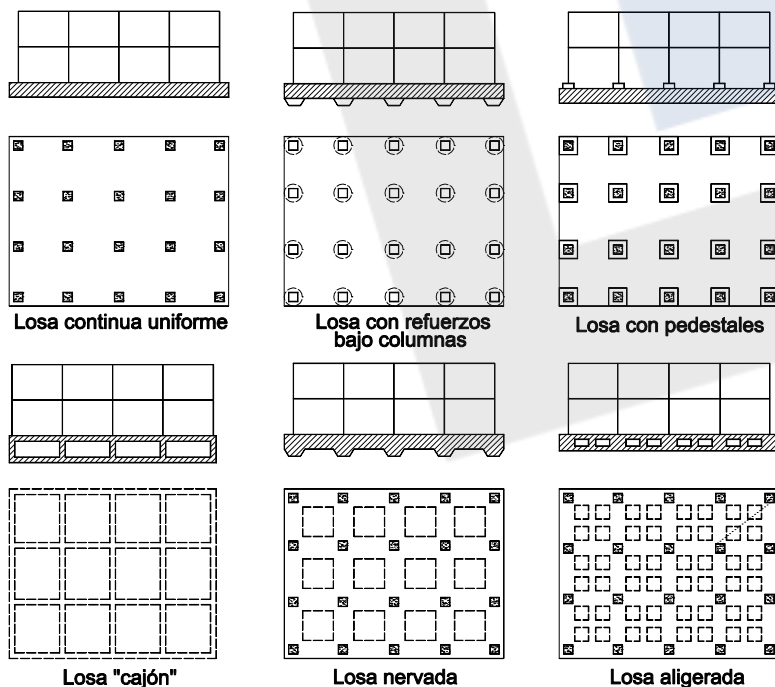 Losa continua uniforme
Losa con refuerzos
bajo columnas
Losa con pedestales
Losa "cajón"
Losa nervada
Losa aligerada